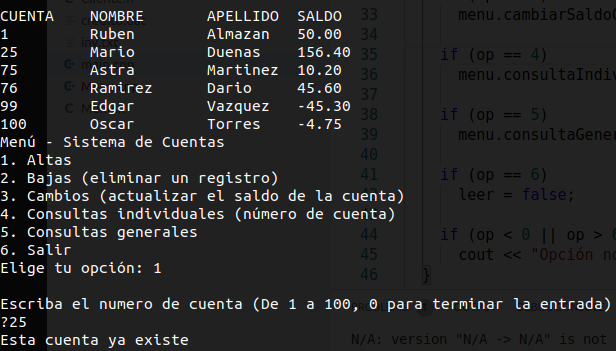 CUENTA NOMBRE APELLIDO SALDO
1 Ruben Almazan 50.00
25 Mario Duenas 156.40
75 Astra Martinez 10.20
76 Ramirez Dario 45.60
99 Edgar Vazquez -45.30
100 Oscar Torres -4.75
Menú - Sistema de Cuentas
1. Altas
2. Bajas (eliminar un registro)
3. Cambios (actualizar el saldo de la cuenta)
4. Consultas individuales (número de cuenta)
5. Consultas generales
6. Salir
Elige tu opción: 1
Escriba el numero de cuenta (De 1 a 100, 0 para terminar la entrada)
?25
Esta cuenta ya existe
33 menu.cambiarSaldo
34
35 if (op == 4)
36 menu.consultaIndiv
37
38 if (op == 5)
39 menu.consultaGener
40
41 if (op == 6)
leer = false;
44 if (op < 0 || op >
45 cout << "Opción no
46 }
N/A: version "N/A -> N/A" is not